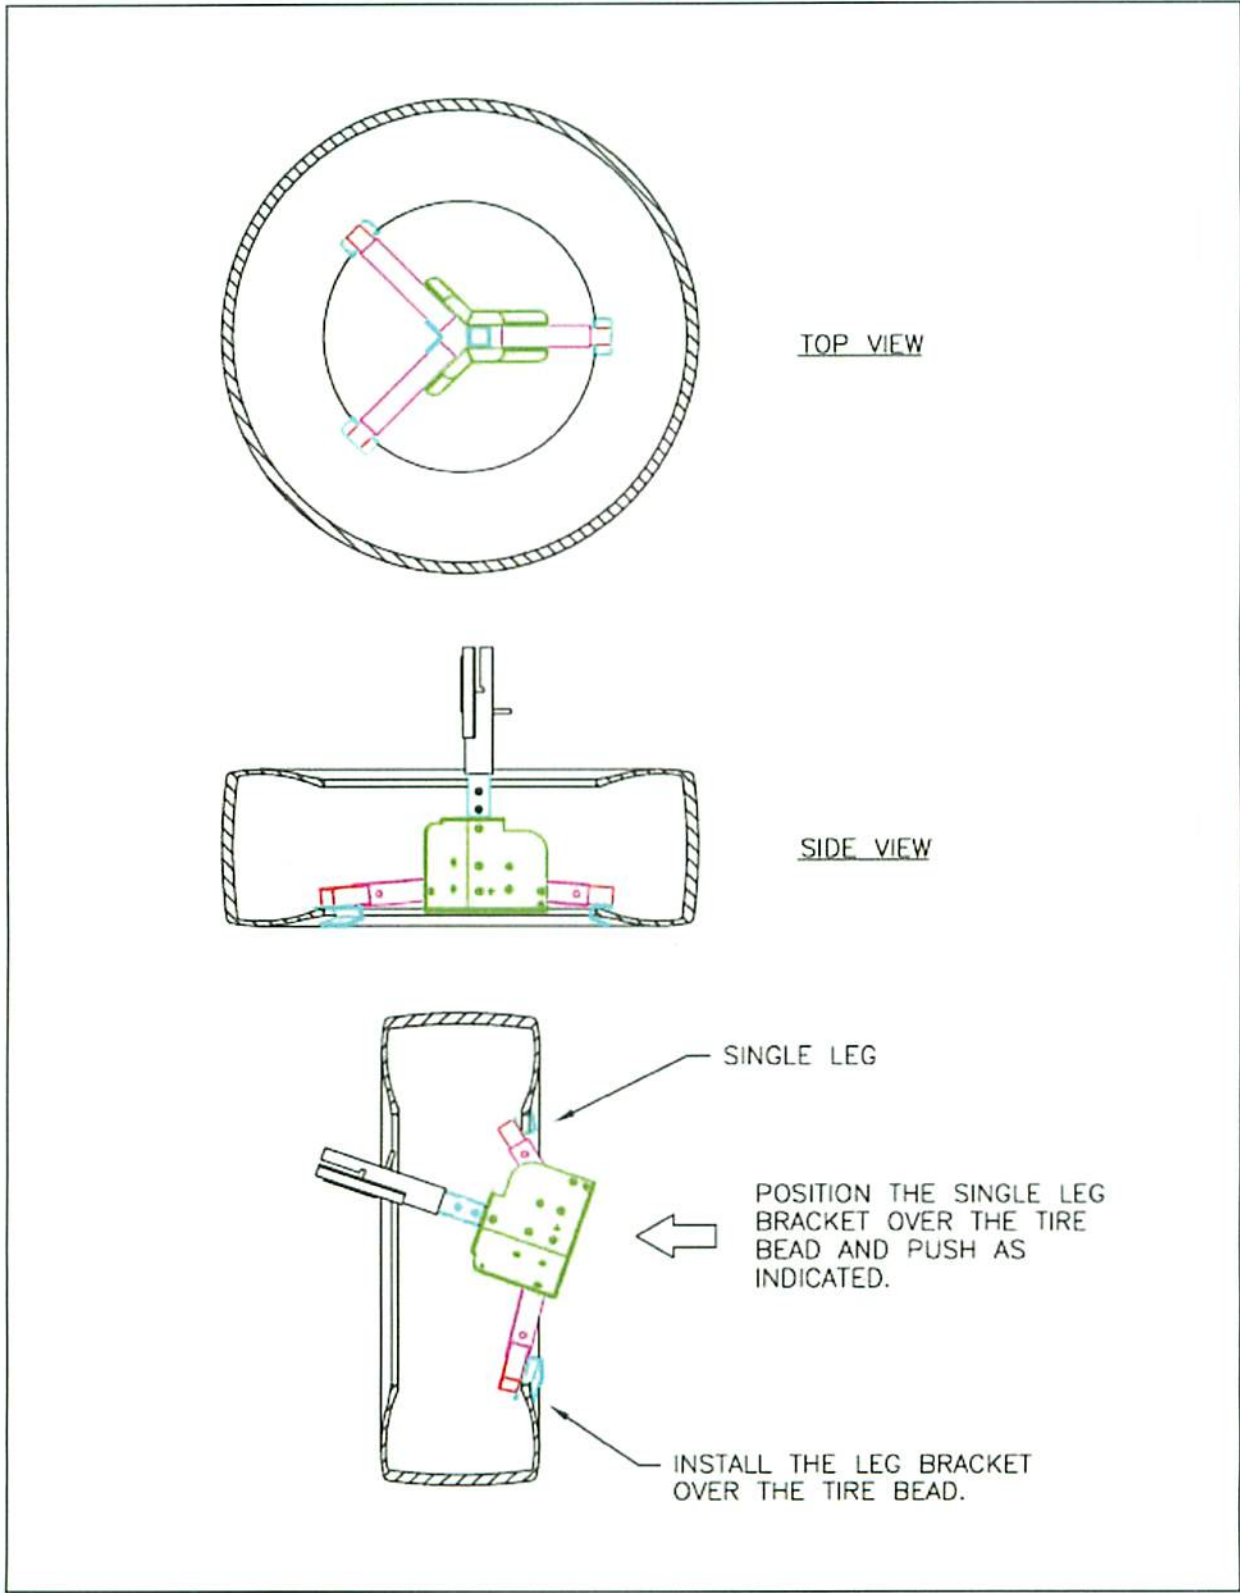 TOP VIEW
SIDE VIEW
SINGLE LEG
POSITION THE SINGLE LEG
BRACKET OVER THE TIRE
BEAD AND PUSH AS
INDICATED.
INSTALL THE LEG BRACKET
OVER THE TIRE BEAD.